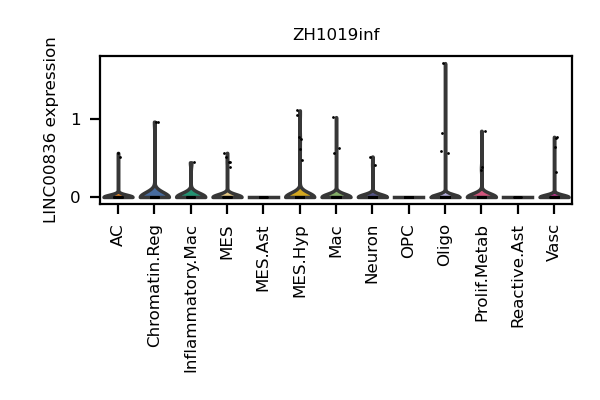 ZH1019inf
LINC00836 expression
1
0
AC
Chromatin.Reg
Inflammatory.Mac
MES
MES.Ast
MES.Hyp
Mac
Neuron
OPC
Oligo
Prolif.Metab
Reactive.Ast
Vasc